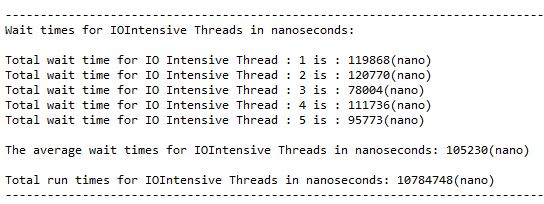 Wait times for IOIntensive Threads in nanoseconds:
Total wait time for IO Intensive Thread : 1 is : 119868(nano)
Total wait time for IO Intensive Thread : 2 is : 120770(nano)
Total wait time for IO Intensive Thread : 3 is : 78004(nano)
Total wait time for IO Intensive Thread : 4 is : 111736(nano)
Total wait time for IO Intensive Thread : 5 is : 95773(nano)
The average wait times for IOIntensive Threads in nanoseconds: 105230(nano)
Total run times for IOIntensive Threads in nanoseconds: 10784748(nano)